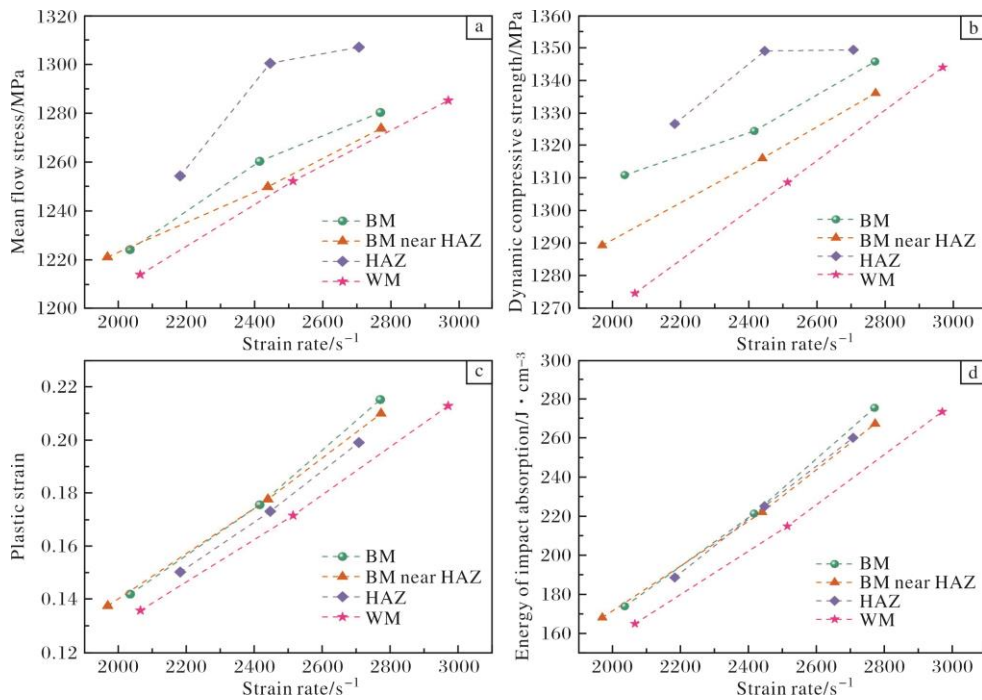 a
1320
1300
1280
1260
1240
1220
1200
Mean flow stress/MPa
BM
BM near HAZ
HAZ
WM
2000 2200 2400 2600 2800 3000
Strain rate/s⁻¹
b
1360
1350
1340
1330
1320
1310
1300
1290
1280
1270
Dynamic compressive strength/MPa
BM
BM near HAZ
HAZ
WM
2000 2200 2400 2600 2800 3000
Strain rate/s⁻¹
c
0.22
0.20
0.18
0.16
0.14
0.12
Plastic strain
BM
BM near HAZ
HAZ
WM
2000 2200 2400 2600 2800 3000
Strain rate/s⁻¹
d
300
280
260
240
220
200
180
160
Energy of impact absorption/J·cm⁻³
BM
BM near HAZ
HAZ
WM
2000 2200 2400 2600 2800 3000
Strain rate/s⁻¹